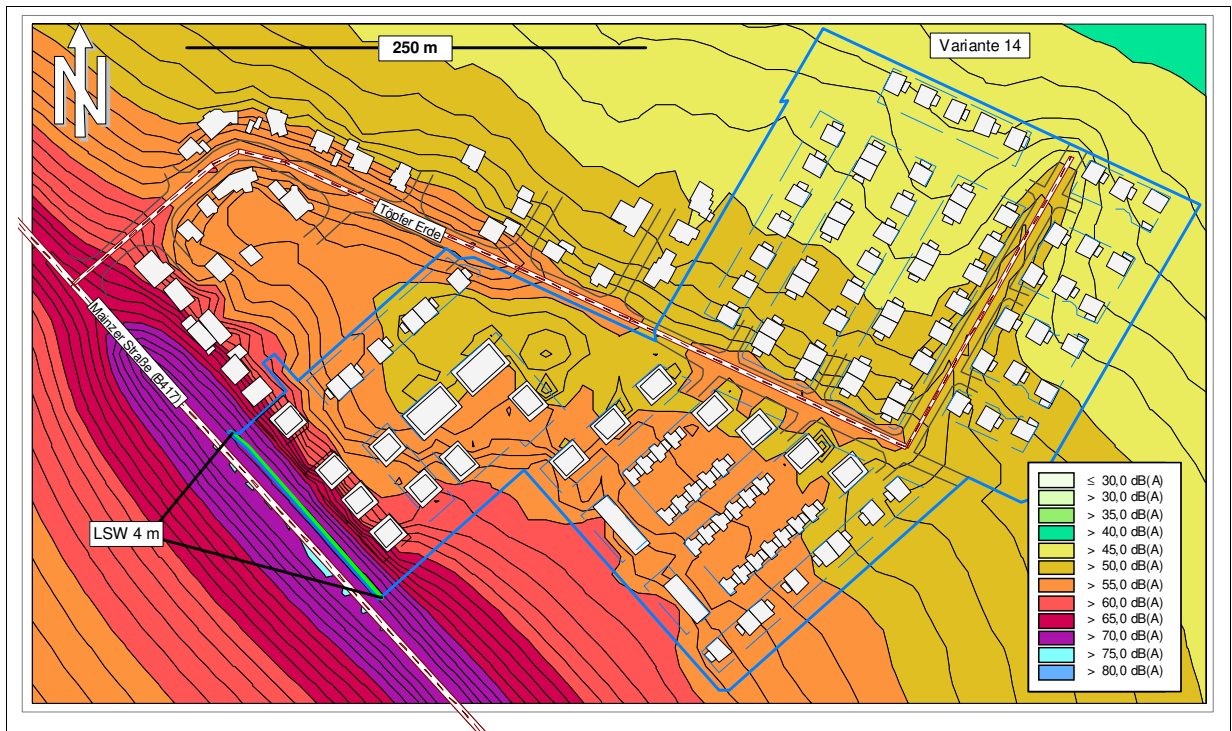 250 m
Variante 14
N
Töpfer Erde
Mainzer Straße (B417)
LSW 4 m
≤ 30,0 dB(A)
> 30,0 dB(A)
> 35,0 dB(A)
> 40,0 dB(A)
> 45,0 dB(A)
> 50,0 dB(A)
> 55,0 dB(A)
> 60,0 dB(A)
> 65,0 dB(A)
> 70,0 dB(A)
> 75,0 dB(A)
> 80,0 dB(A)